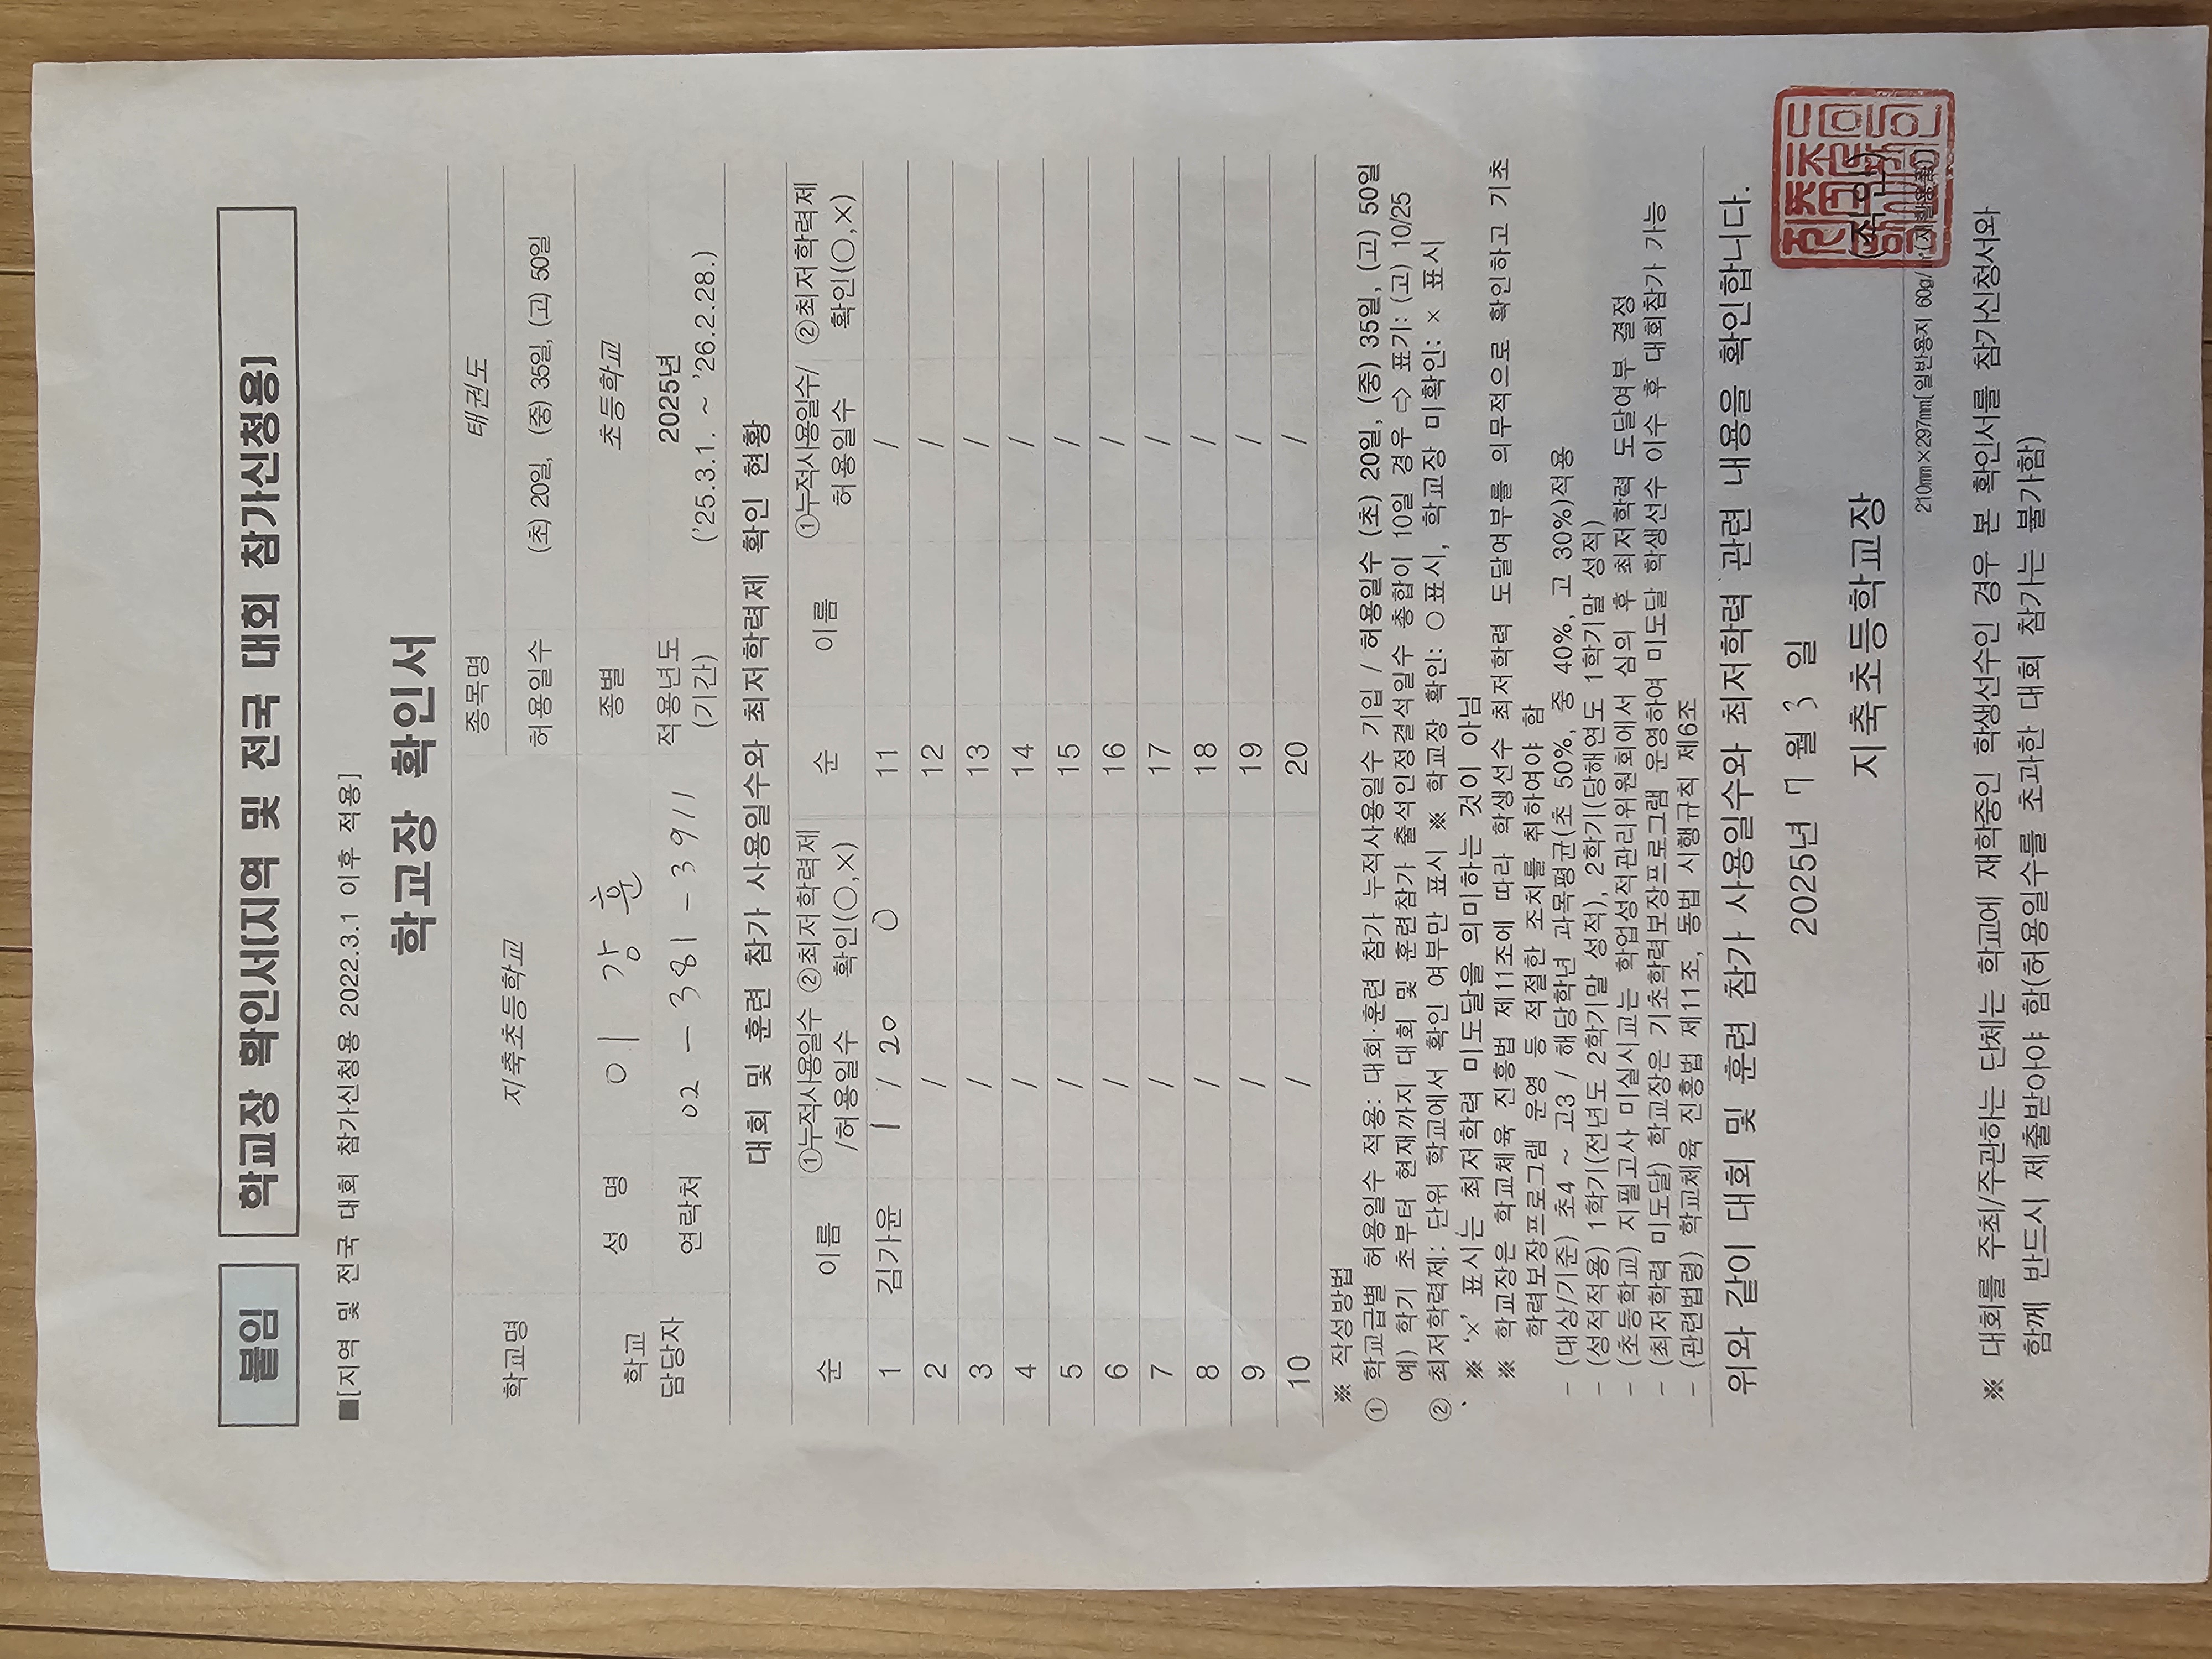 붙임 학교장 확인서[지역 및 전국 대회 참가신청용]
■[지역 및 전국 대회 참가신청용 2022.3.1 이후 적용]
학교장 확인서
학교명 지축초등학교 종목명 태권도
허용일수 (초) 20일, (중) 35일, (고) 50일
학교 담당자 성 명 이 강 훈 종별 초등학교
연락처 02-381-3911 적용년도 (기간) 2025년 ('25.3.1. ~ '26.2.28.)
대회 및 훈련 참가 사용일수와 최저학력제 확인 현황
순 이름 ①누적사용일수/허용일수 ②최저학력제 확인(○,×) 순 이름 ①누적사용일수/허용일수 ②최저학력제 확인(○,×)
1 김가윤 1 / 20 ○ 11 /
2 / 12 /
3 / 13 /
4 / 14 /
5 / 15 /
6 / 16 /
7 / 17 /
8 / 18 /
9 / 19 /
10 / 20 /
※ 작성방법
① 학교급별 허용일수 적용: 대회·훈련 참가 누적사용일수 기입 / 허용일수 (초) 20일, (중) 35일, (고) 50일
예) 학기 초부터 현재까지 대회 및 훈련참가 출석인정결석일수 총합이 10일 경우 ⇨ 표기: (고) 10/25
② 최저학력제: 단위 학교에서 확인 여부만 표시 ※ 학교장 확인: ○표시, 학교장 미확인: × 표시
※ '×' 표시는 최저학력 미도달을 의미하는 것이 아님
※ 학교장은 학교체육 진흥법 제11조에 따라 학생선수 최저학력 도달여부를 의무적으로 확인하고 기초
학력보장프로그램 운영 등 적절한 조치를 취하여야 함
- (대상/기준) 초4 ~ 고3 / 해당학년 과목평균(초 50%, 중 40%, 고 30%)적용
- (성적적용) 1학기(전년도 2학기말 성적), 2학기(당해연도 1학기말 성적)
- (초등학교) 지필고사 미실시교는 학업성적관리위원회에서 심의 후 최저학력 도달여부 결정
- (최저학력 미도달) 학교장은 기초학력보장프로그램 운영하여 미도달 학생선수 이수 후 대회참가 가능
- (관련법령) 학교체육 진흥법 제11조, 동법 시행규칙 제6조
위와 같이 대회 및 훈련 참가 사용일수와 최저학력 관련 내용을 확인합니다.
2025년 7 월 3 일
지축초등학교장 (직인)
210㎜×297㎜[일반용지 60g/㎡(재활용품)]
※ 대회를 주최/주관하는 단체는 학교에 재학중인 학생선수인 경우 본 확인서를 참가신청서와
함께 반드시 제출받아야 함(허용일수를 초과한 대회 참가는 불가함)